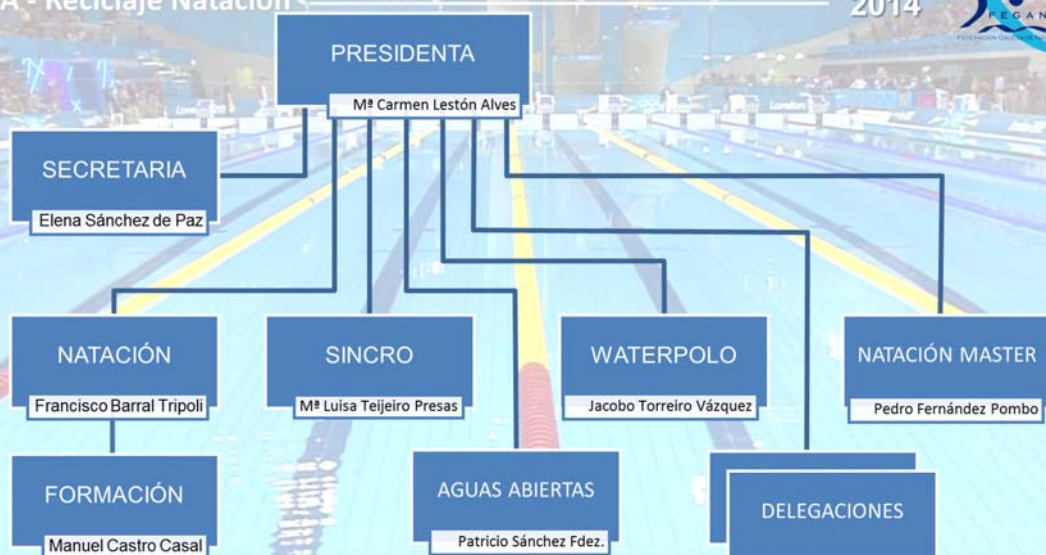 A - Reciclaje Natación
2014
FEGAN
PRESIDENTA
Mª Carmen Lestón Alves
SECRETARIA
Elena Sánchez de Paz
NATACIÓN
Francisco Barral Tripoli
SINCRO
Mª Luisa Teijeiro Presas
WATERPOLO
Jacobo Torreiro Vázquez
NATACIÓN MASTER
Pedro Fernández Pombo
FORMACIÓN
Manuel Castro Casal
AGUAS ABIERTAS
Patricio Sánchez Fdez.
DELEGACIONES